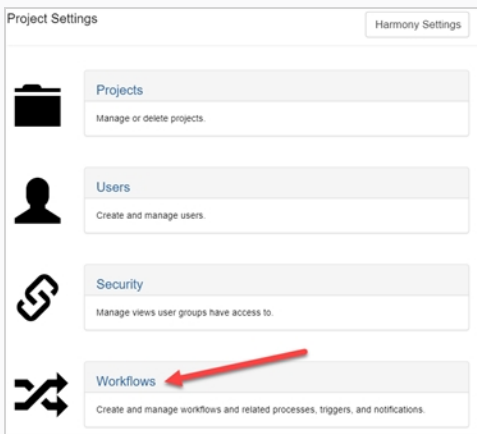 Project Settings
Harmony Settings
Projects
Manage or delete projects.
Users
Create and manage users.
Security
Manage views user groups have access to.
Workflows
Create and manage workflows and related processes, triggers, and notifications.